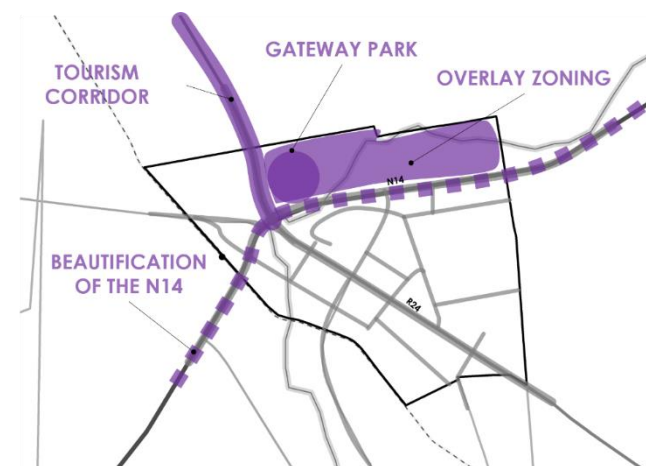 GATEWAY PARK
TOURISM
CORRIDOR
OVERLAY ZONING
N14
BEAUTIFICATION
OF THE N14
R24